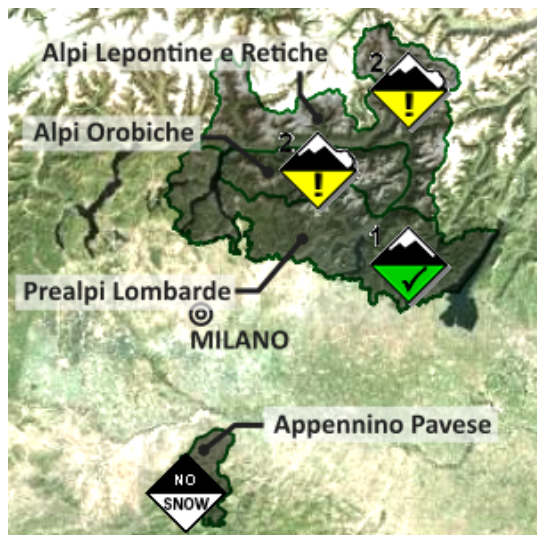 Alpi Lepontine e Retiche
2
!
Alpi Orobiche
2
!
1
Prealpi Lombarde
MILANO
Appennino Pavese
NO
SNOW